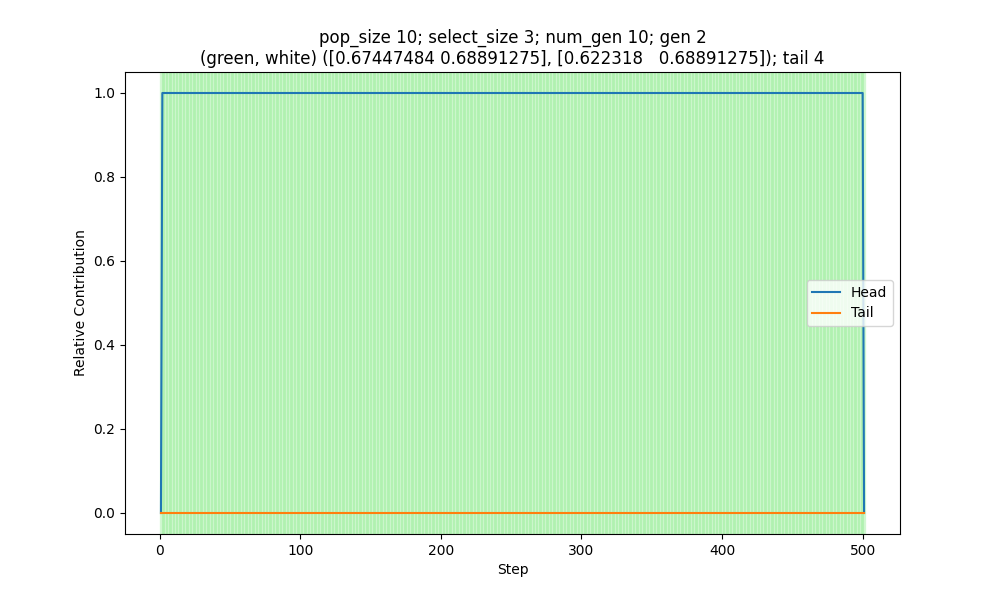 pop_size 10; select_size 3; num_gen 10; gen 2
(green, white) ([0.67447484 0.68891275], [0.622318   0.68891275]); tail 4
1.0
0.8
0.6
0.4
0.2
0.0
Relative Contribution
Head
Tail
0 100 200 300 400 500
Step